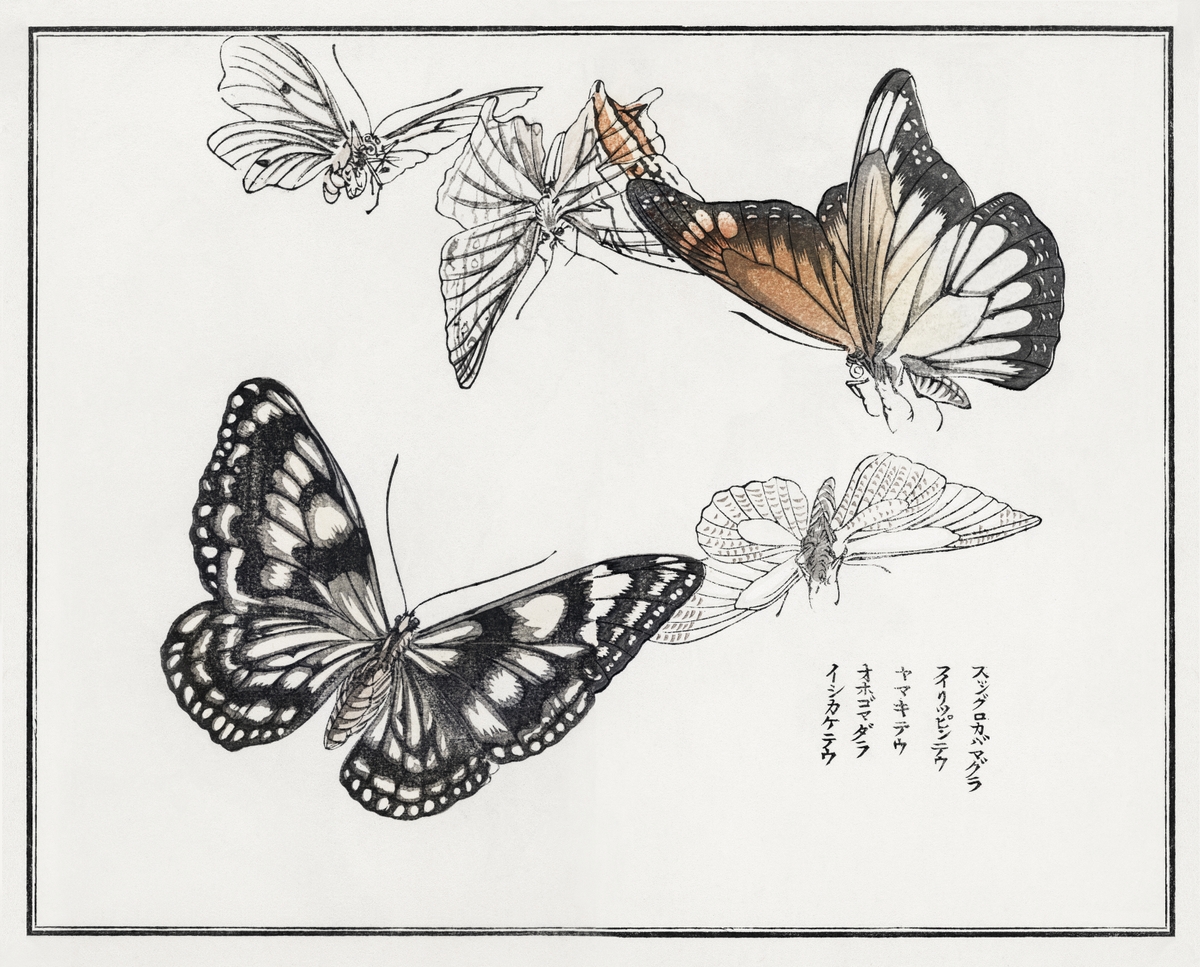 スジグロカバマダラ
フイリツピンテウ
ヤマキテウ
オホゴマダラ
イシカケテウ